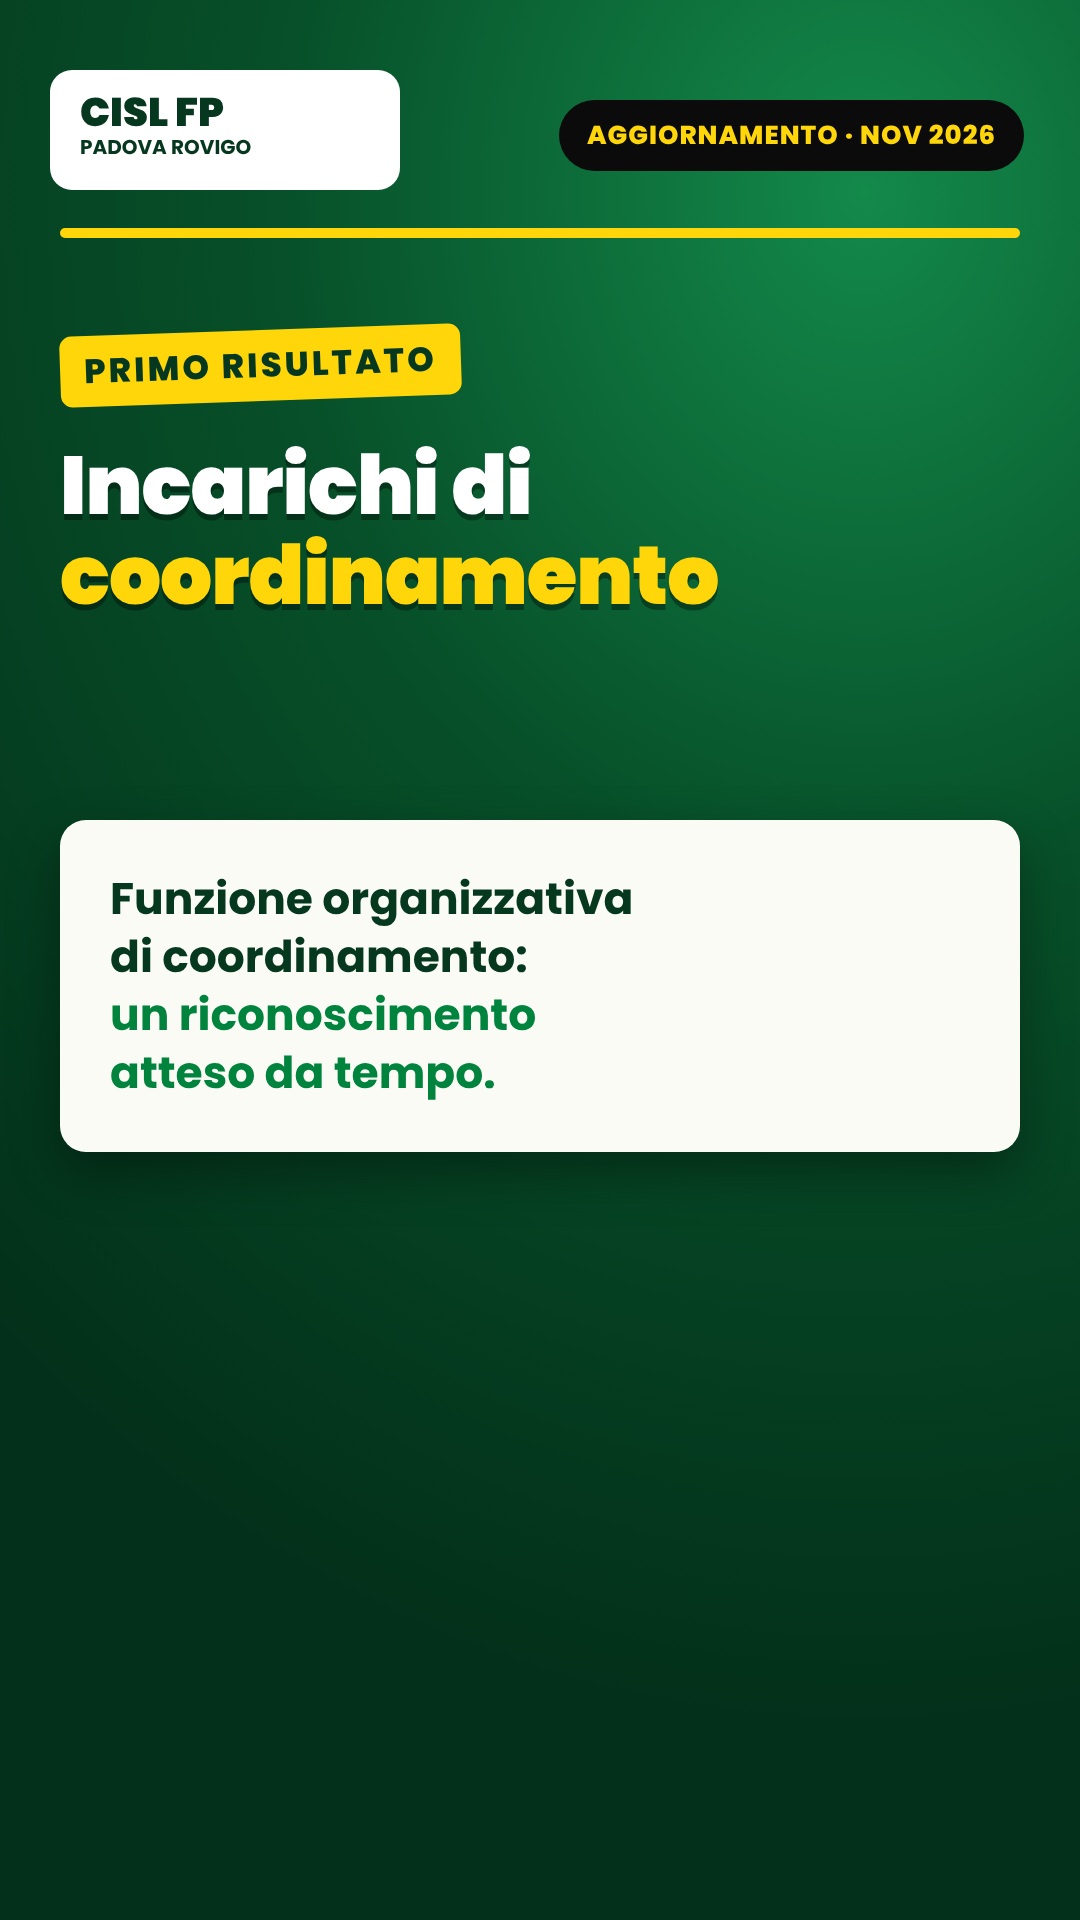 CISL FP
PADOVA ROVIGO
AGGIORNAMENTO · NOV 2026
PRIMO RISULTATO
Incarichi di
coordinamento
Funzione organizzativa
di coordinamento:
un riconoscimento
atteso da tempo.